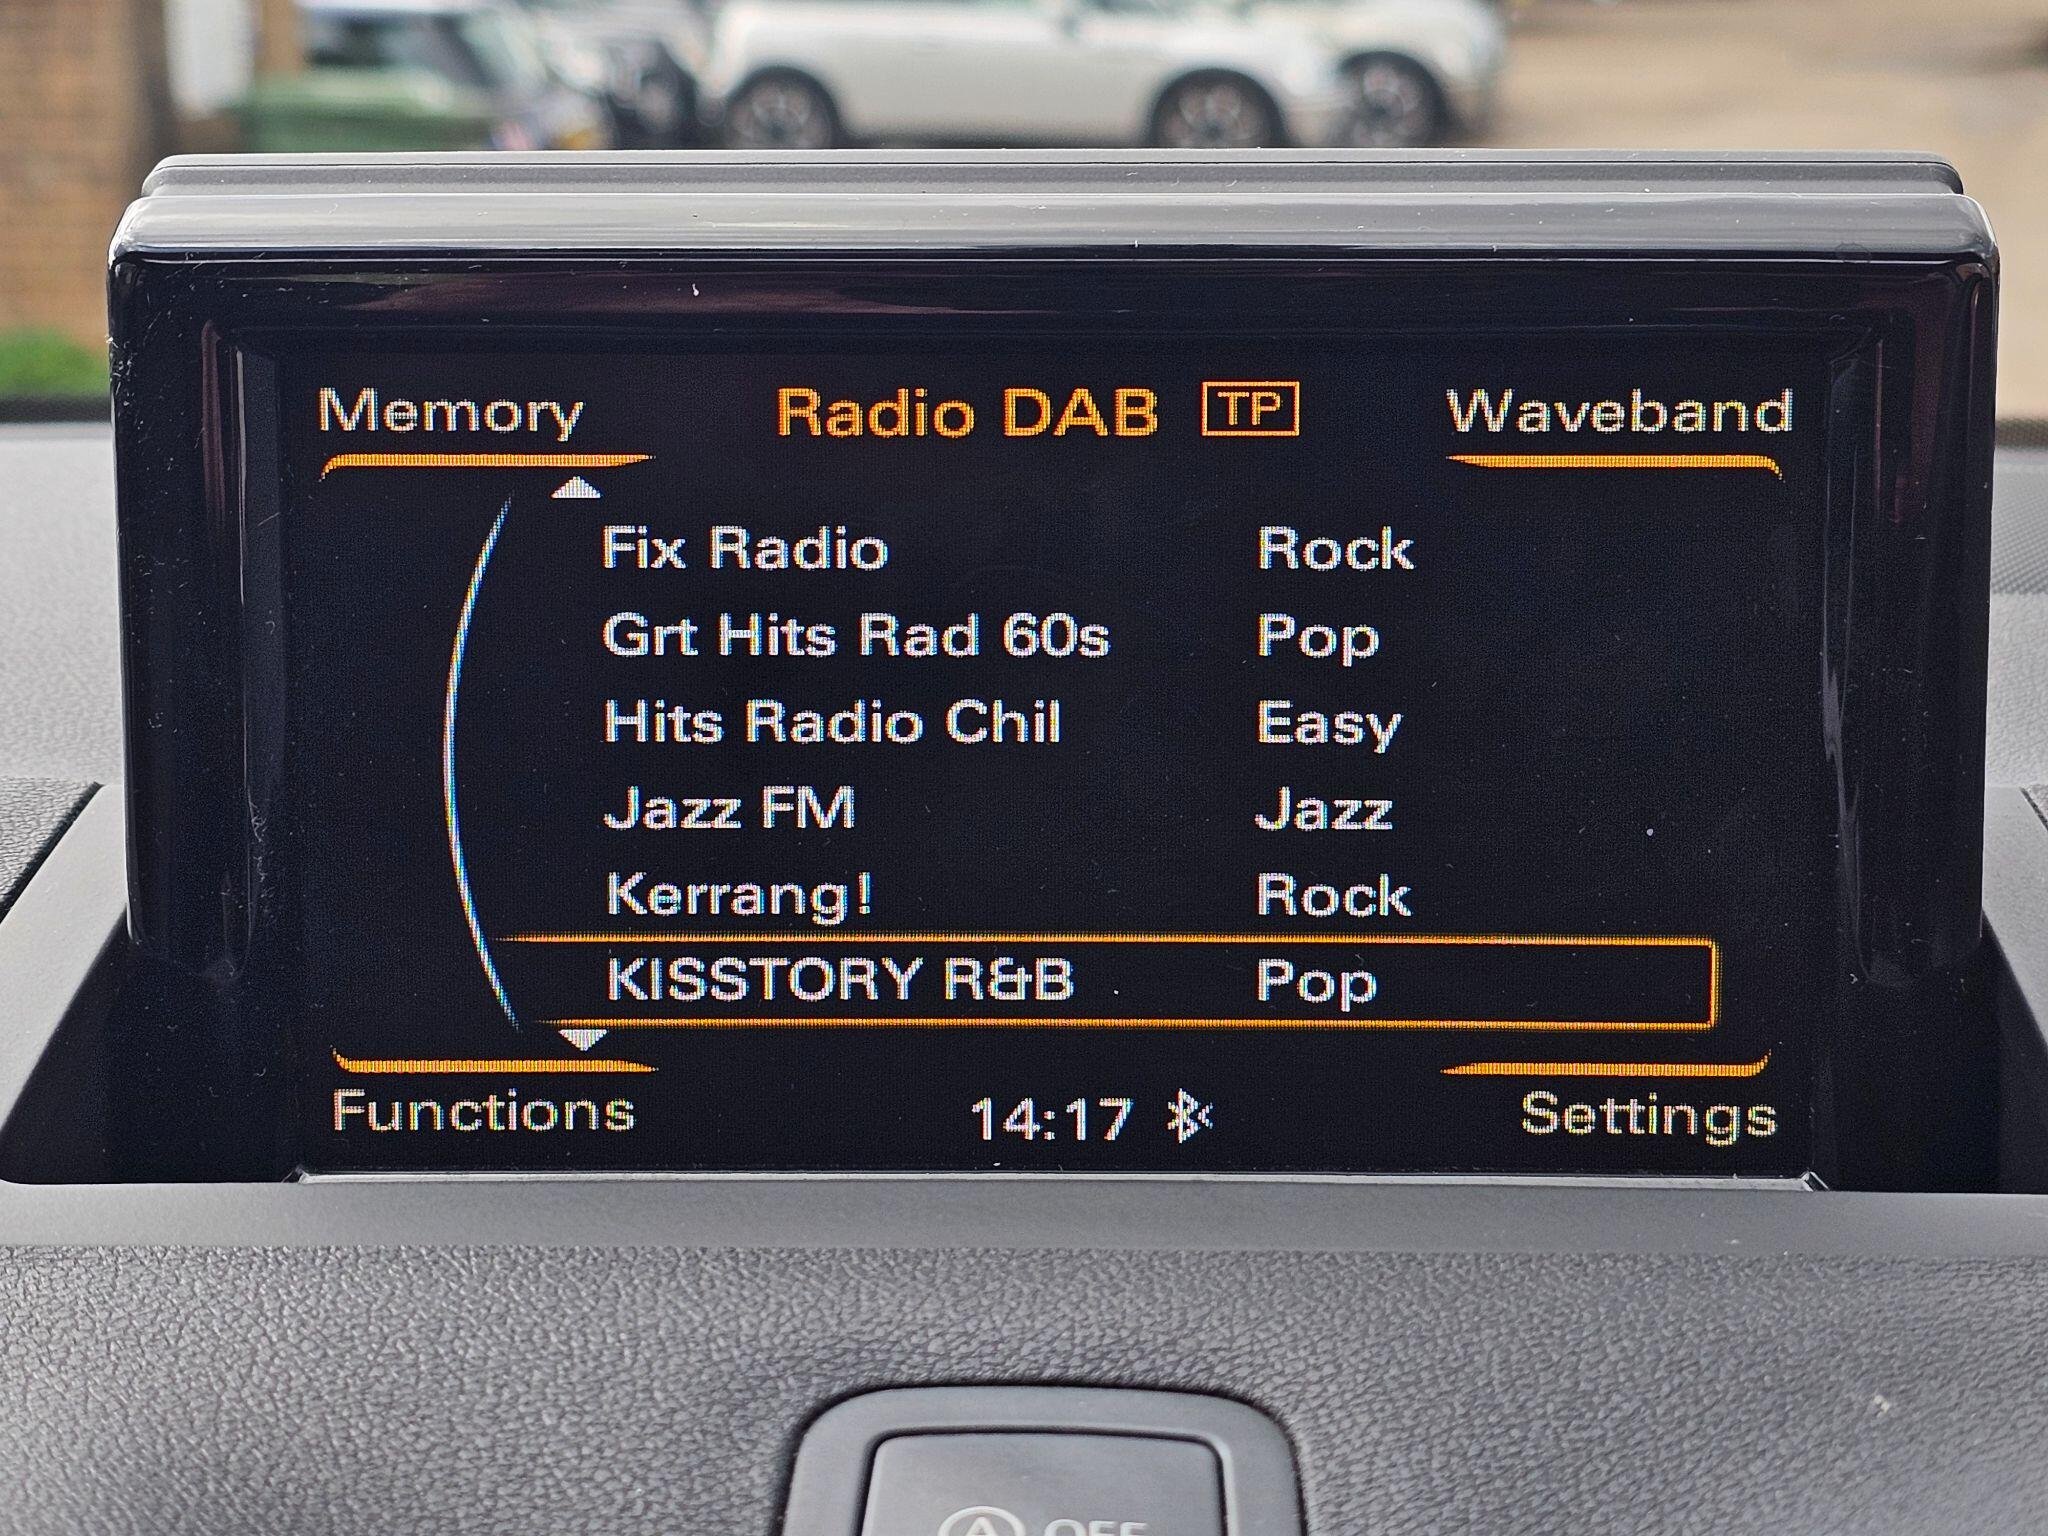 Memory Radio DAB TP Waveband
Fix Radio Rock
Grt Hits Rad 60s Pop
Hits Radio Chil Easy
Jazz FM Jazz
Kerrang! Rock
KISSTORY R&B Pop
Functions 14:17 Settings
A OFF